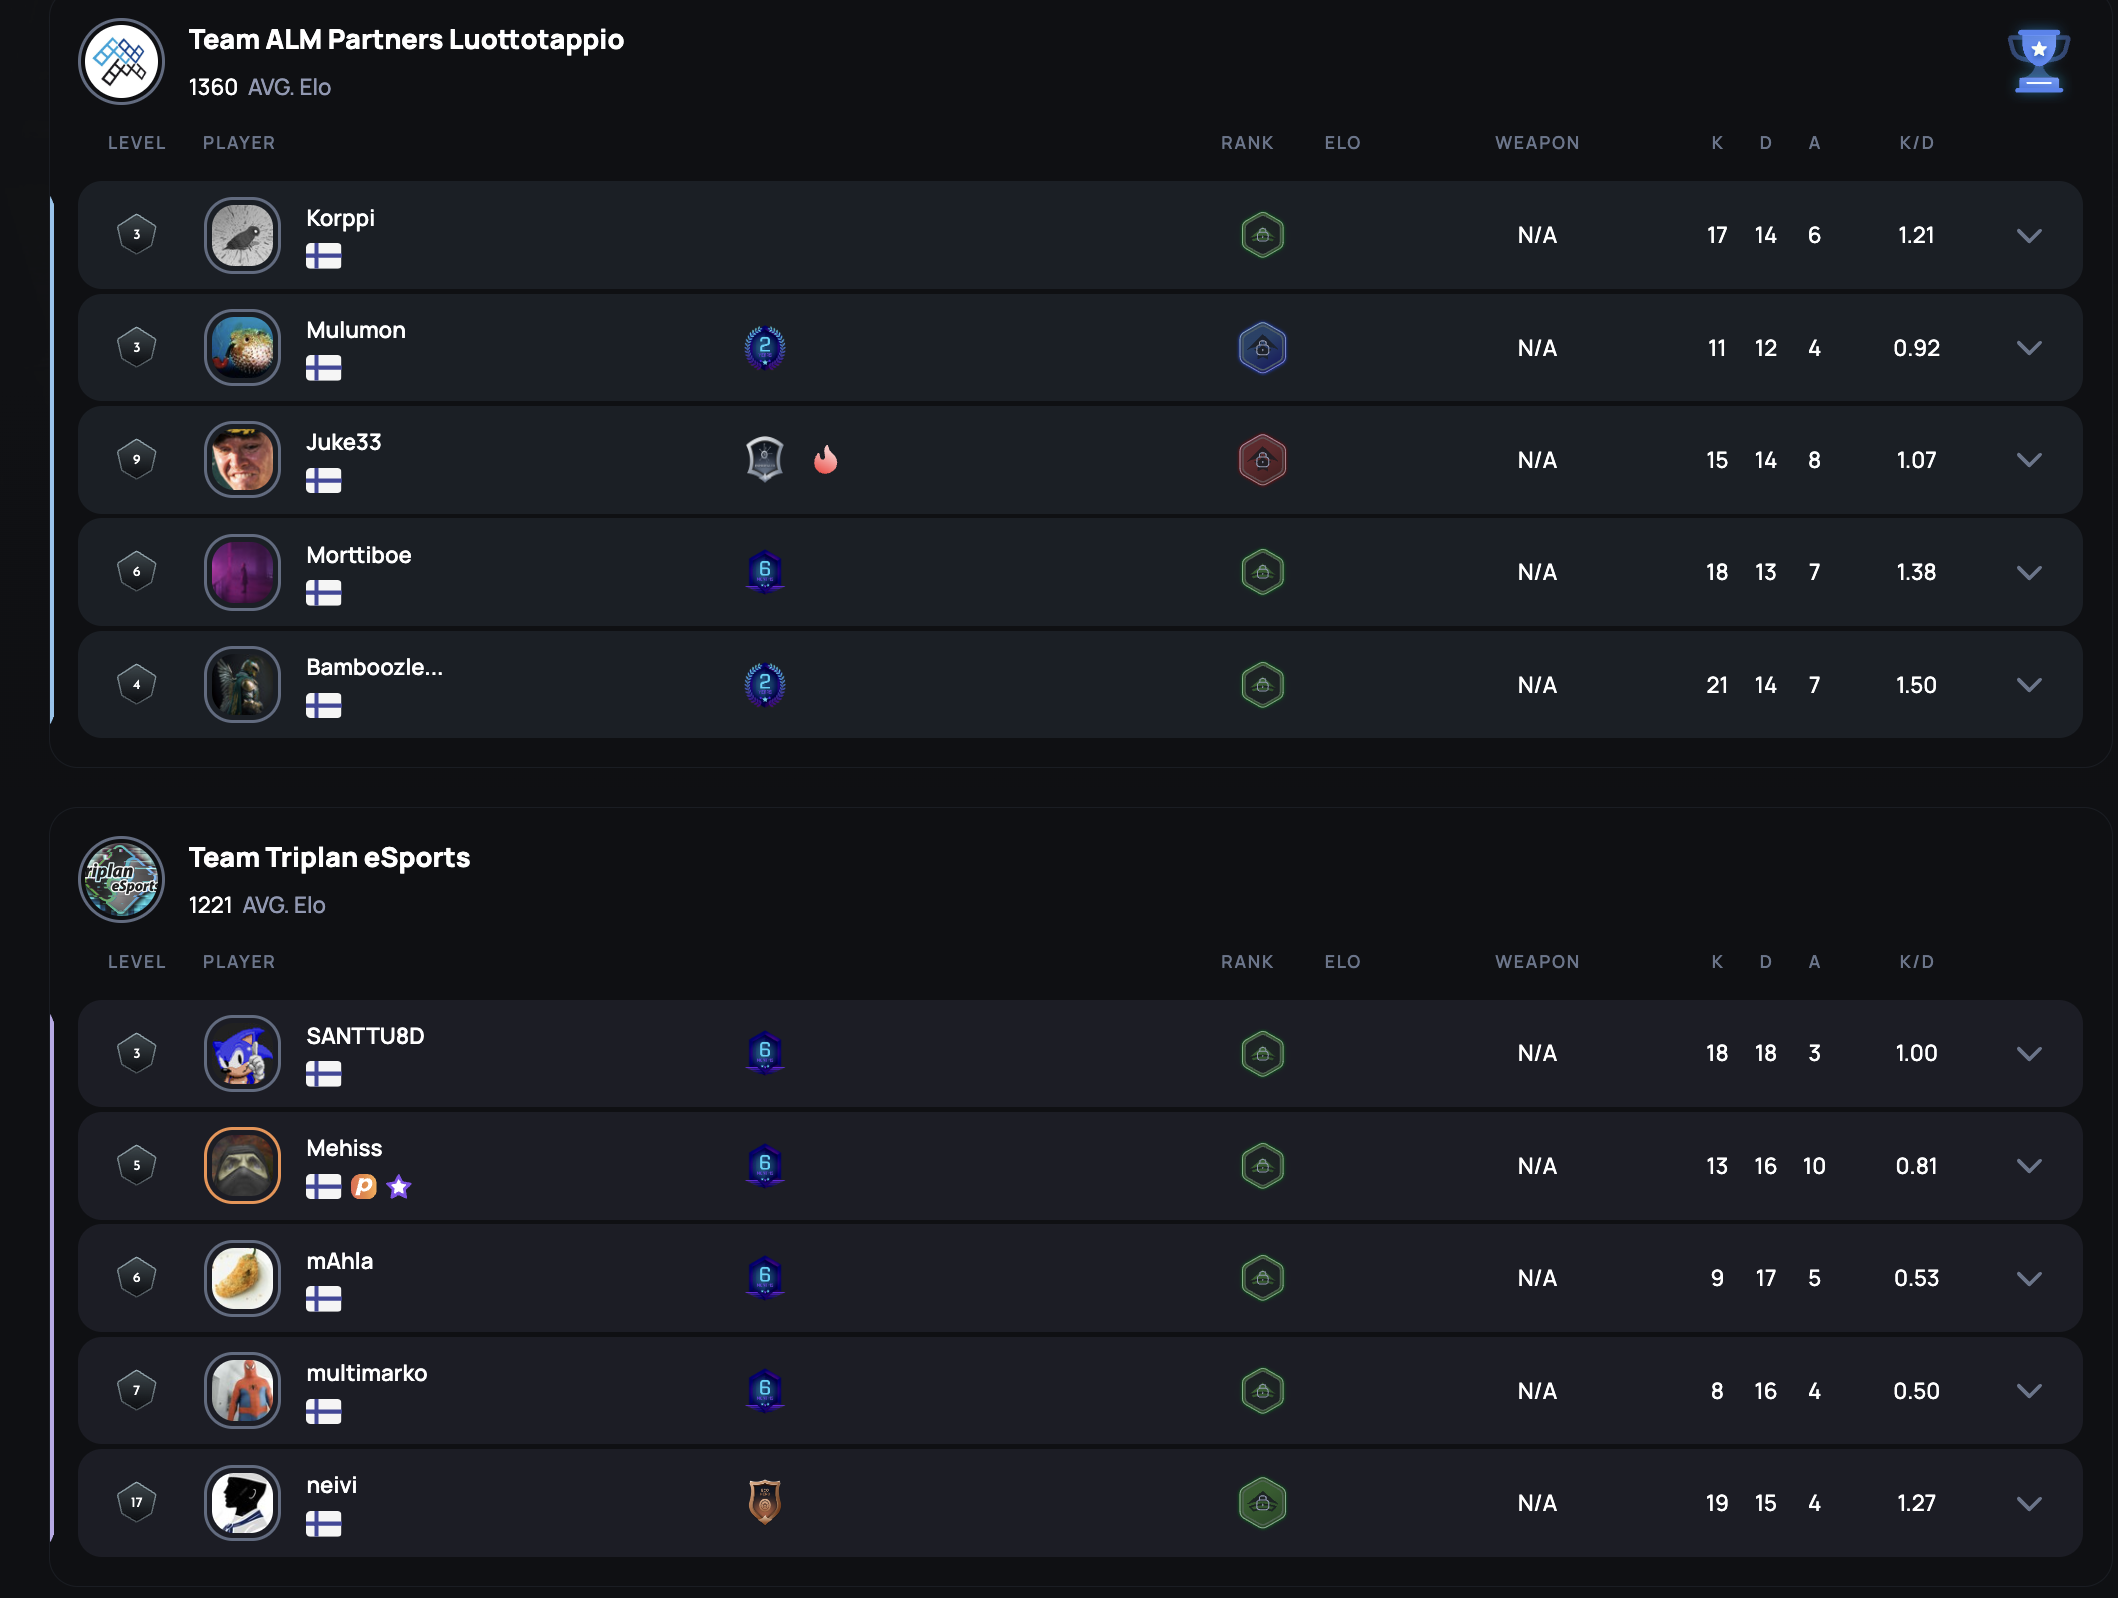 Team ALM Partners Luottotappio
1360 AVG. Elo
LEVEL PLAYER RANK ELO WEAPON K D A K/D
3 Korppi N/A 17 14 6 1.21
3 Mulumon 2 N/A 11 12 4 0.92
9 Juke33 N/A 15 14 8 1.07
6 Morttiboe 6 N/A 18 13 7 1.38
4 Bamboozle... 2 N/A 21 14 7 1.50
riplan
eSports
Team Triplan eSports
1221 AVG. Elo
LEVEL PLAYER RANK ELO WEAPON K D A K/D
3 SANTTU8D 6 N/A 18 18 3 1.00
5 Mehiss P 6 N/A 13 16 10 0.81
6 mAhla 6 N/A 9 17 5 0.53
7 multimarko 6 N/A 8 16 4 0.50
17 neivi N/A 19 15 4 1.27